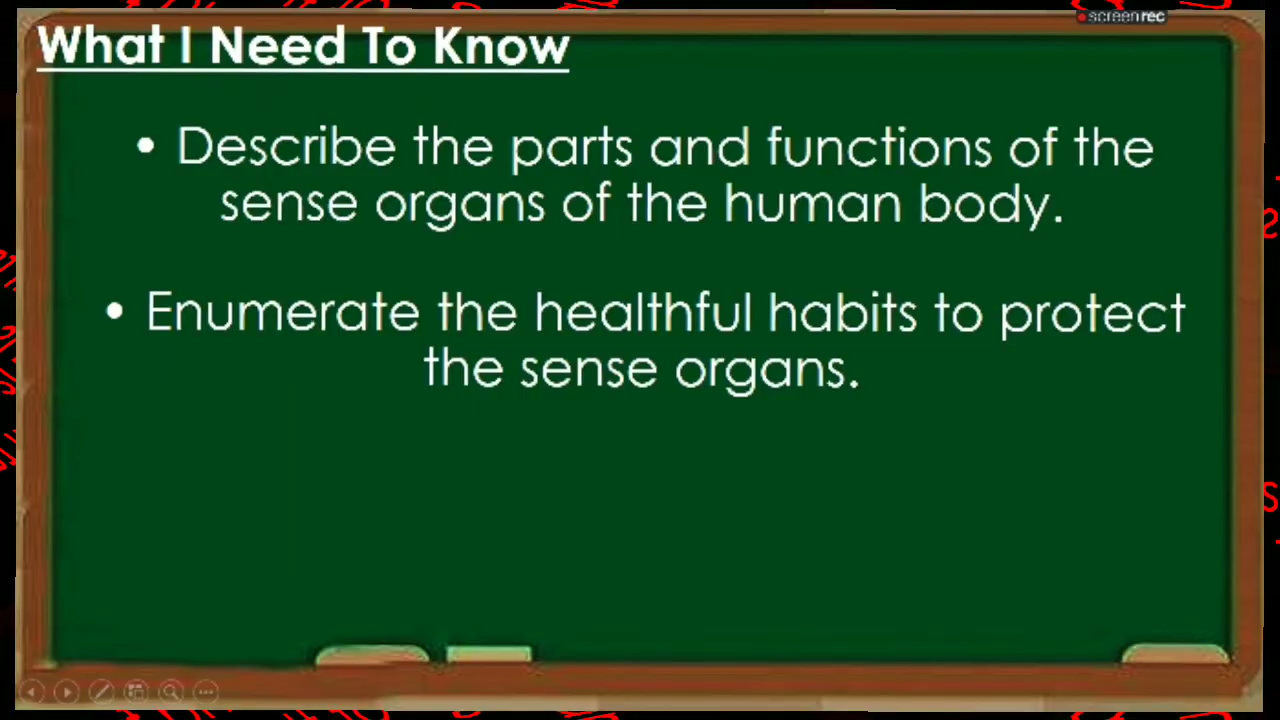 screenrec
What I Need To Know
• Describe the parts and functions of the
sense organs of the human body.
• Enumerate the healthful habits to protect
the sense organs.